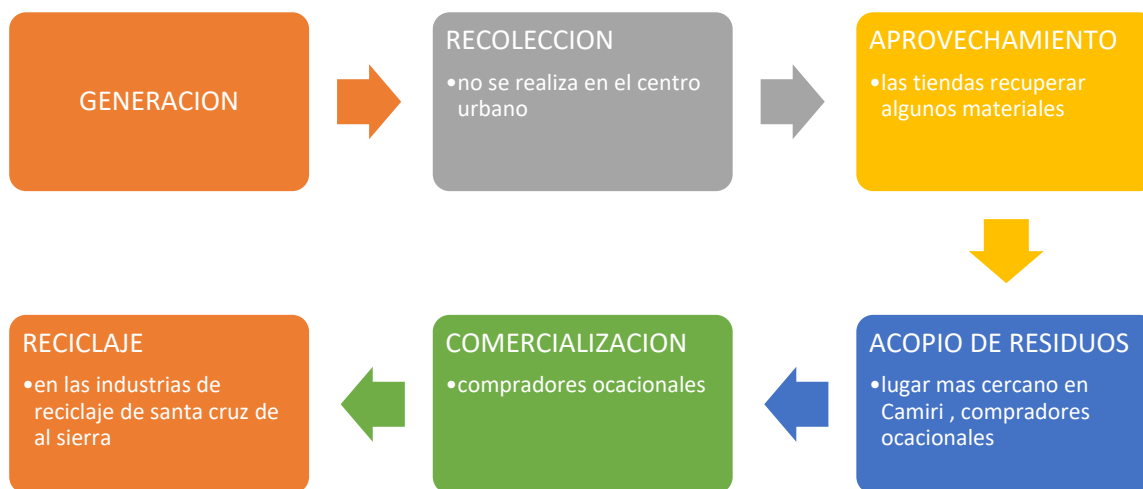 GENERACION
RECOLECCION
•no se realiza en el centro
urbano
APROVECHAMIENTO
•las tiendas recuperar
algunos materiales
ACOPIO DE RESIDUOS
•lugar mas cercano en
Camiri , compradores
ocacionales
COMERCIALIZACION
•compradores ocacionales
RECICLAJE
•en las industrias de
reciclaje de santa cruz de
al sierra